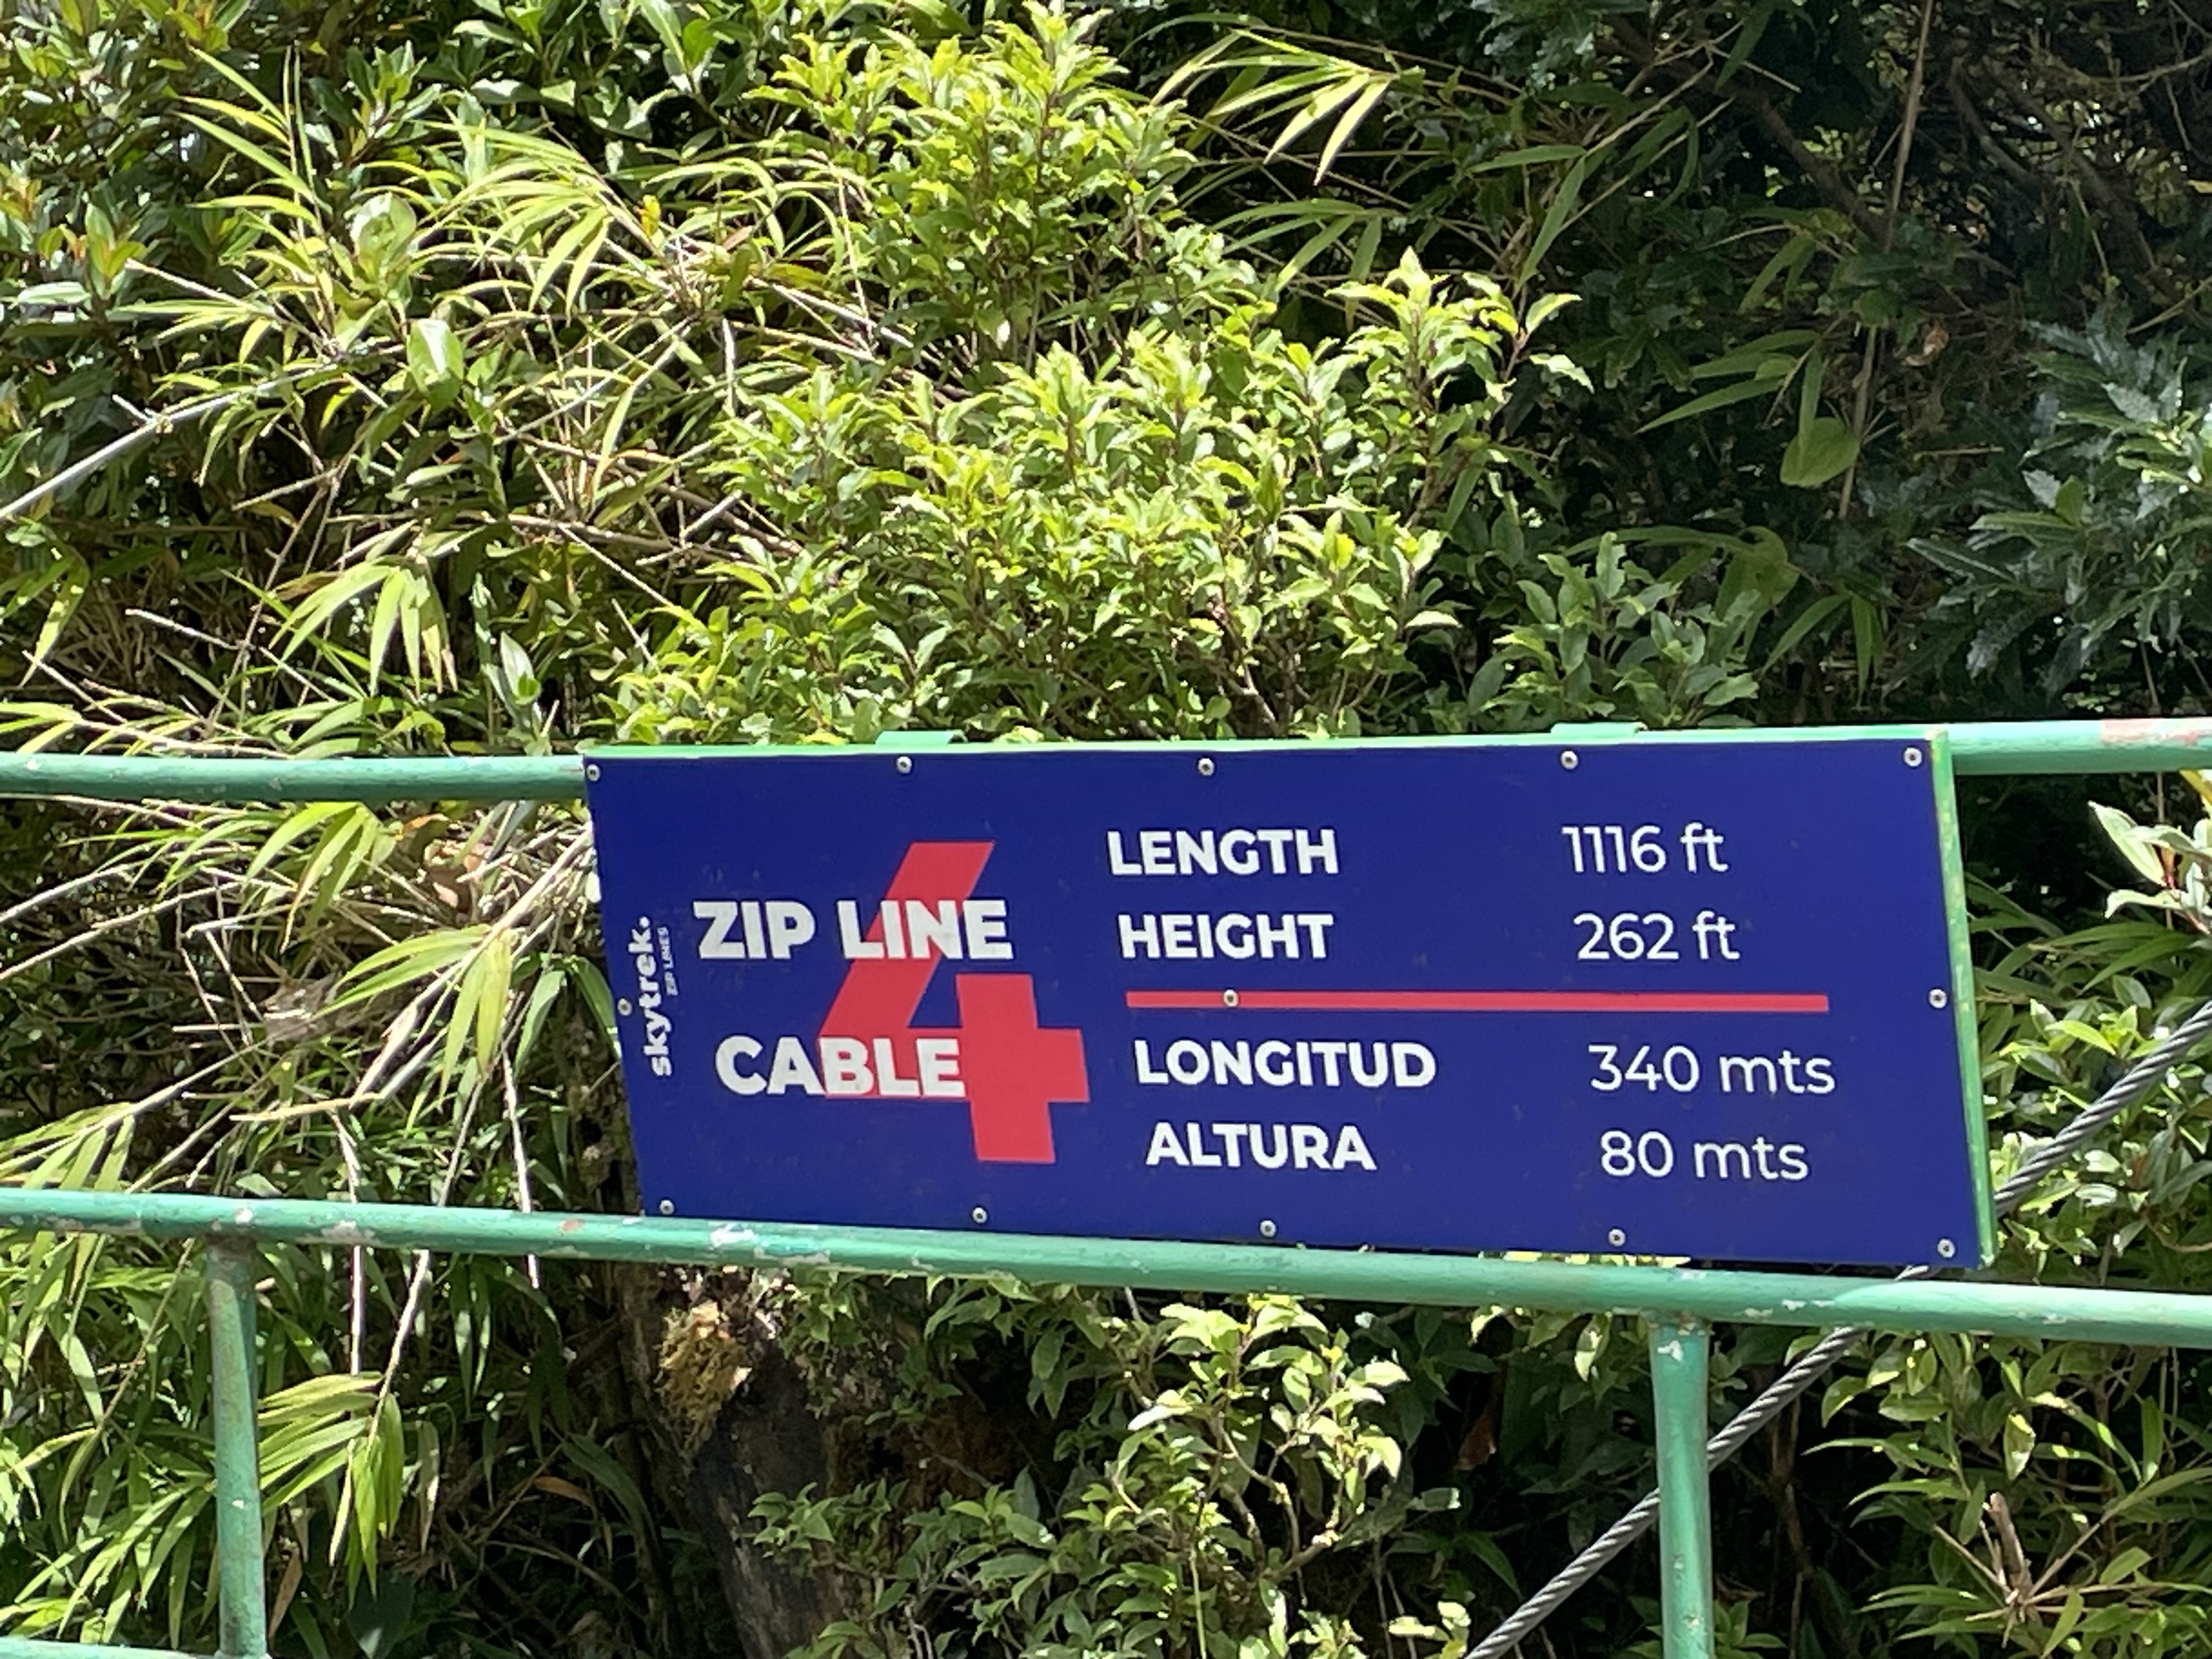 skytrek.
ZIP LINES
ZIP LINE
4
CABLE
LENGTH 1116 ft
HEIGHT 262 ft
LONGITUD 340 mts
ALTURA 80 mts